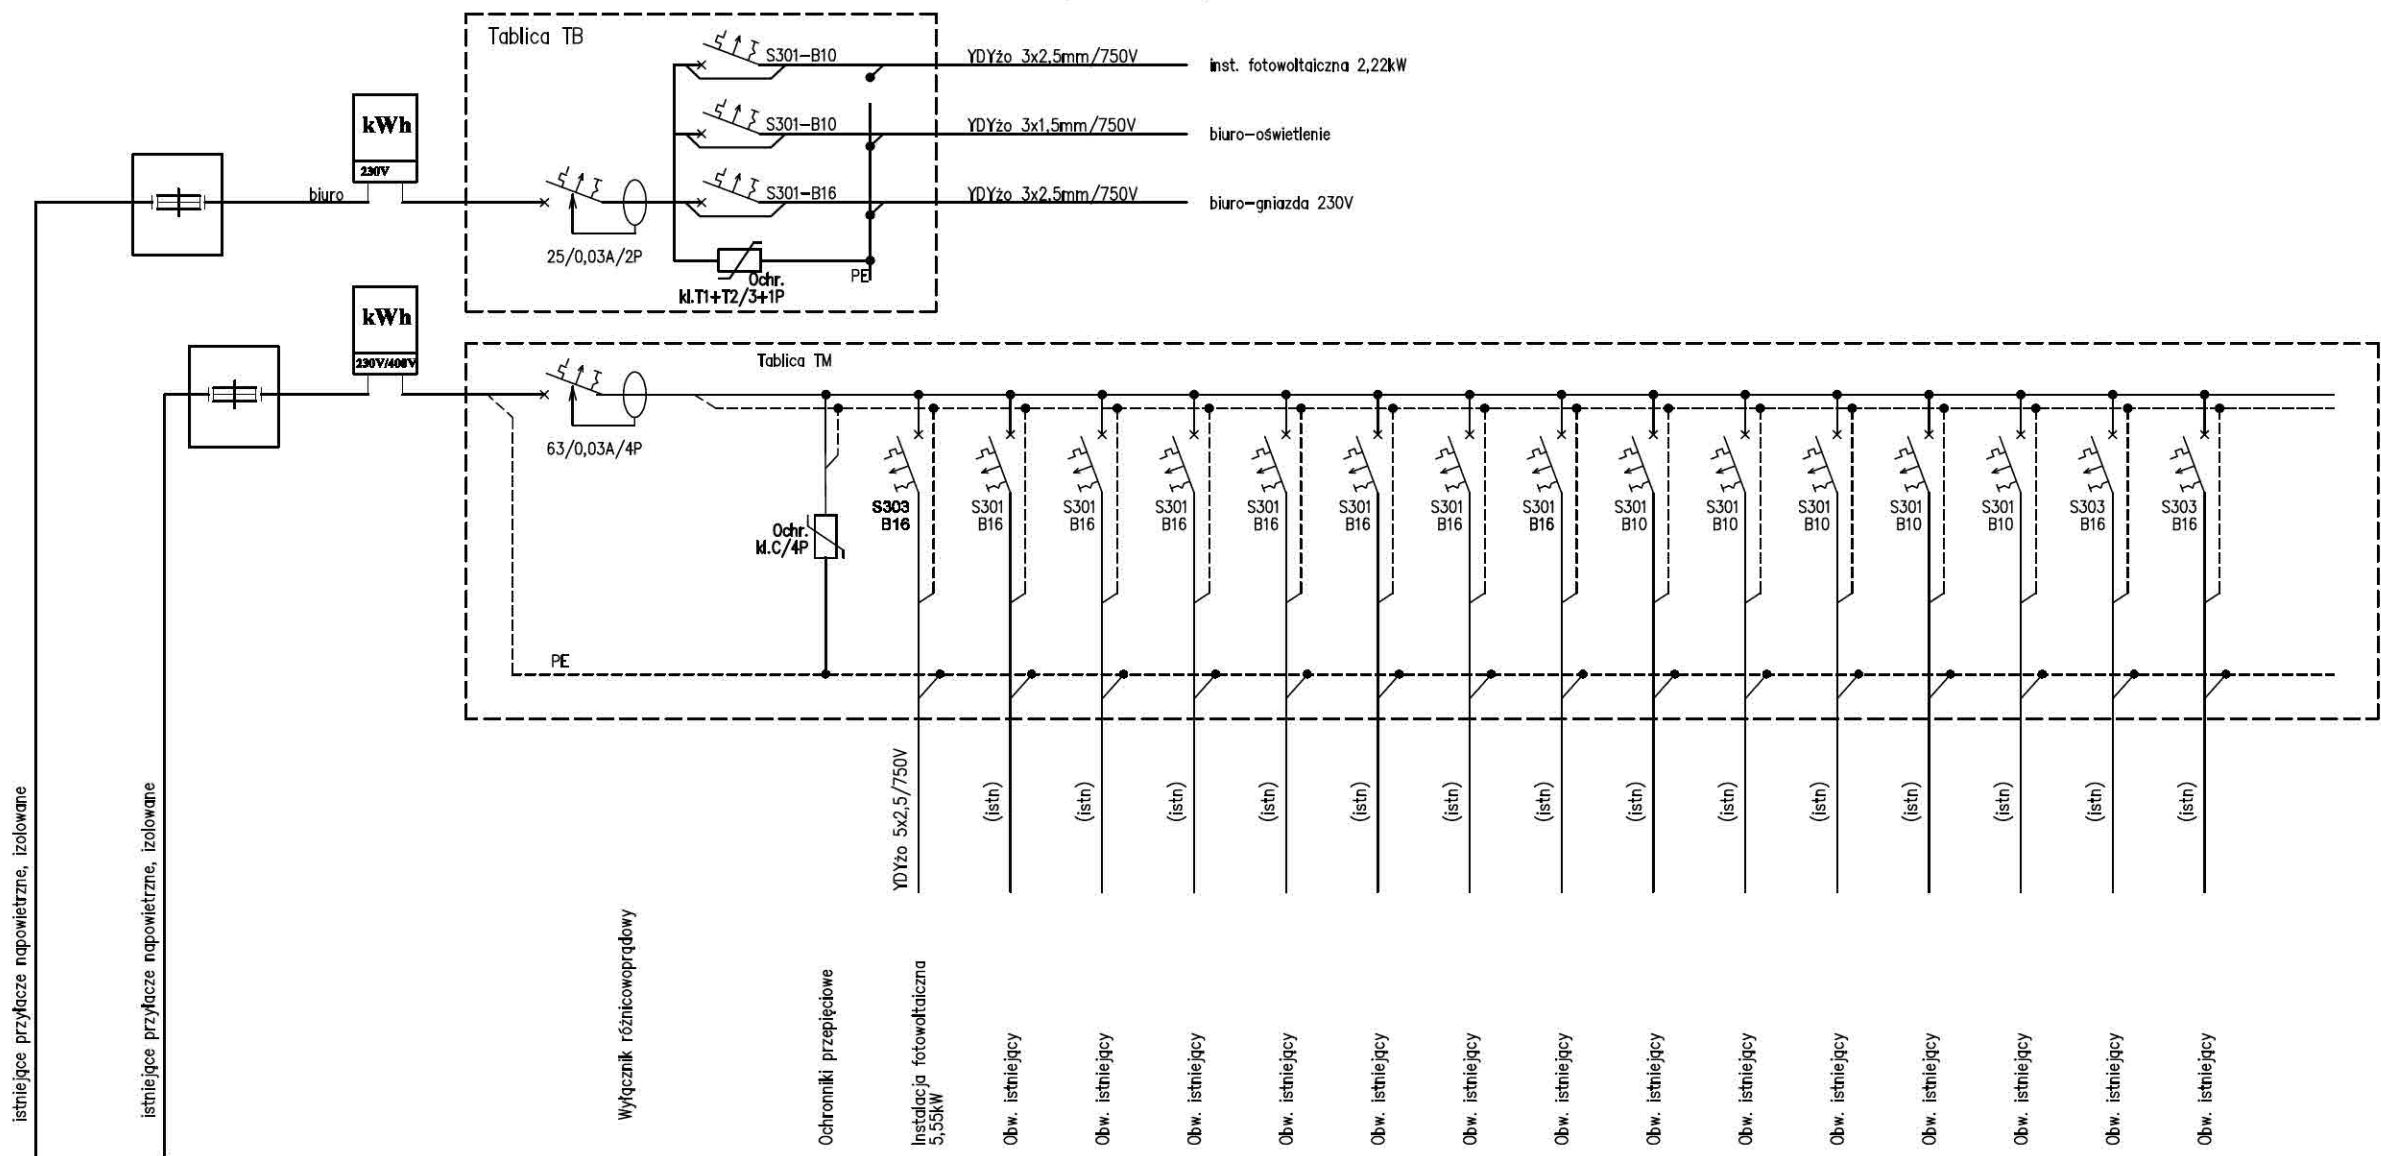 Tablica TB
S301-B10
YDYżo 3x2,5mm/750V
inst. fotowoltaiczna 2,22kW
kWh
230V
S301-B10
YDYżo 3x1,5mm/750V
biuro-oświetlenie
biuro
S301-B16
YDYżo 3x2,5mm/750V
biuro-gniazda 230V
25/0,03A/2P
PE
Ochr.
kl.T1+T2/3+1P
kWh
230V/400V
Tablica TM
63/0,03A/4P
S303
B16
S301
B16
S301
B16
S301
B16
S301
B16
S301
B16
S301
B16
S301
B16
S301
B10
S301
B10
S301
B10
S301
B10
S301
B10
S303
B16
S303
B16
Ochr.
kl.C/4P
PE
istniejące przyłącze napowietrzne, izolowane
istniejące przyłącze napowietrzne, izolowane
YDYżo 5x2,5/750V
(istn)
(istn)
(istn)
(istn)
(istn)
(istn)
(istn)
(istn)
(istn)
(istn)
(istn)
(istn)
(istn)
(istn)
Wyłącznik różnicowoprądowy
Ochronniki przepięciowe
Instalacja fotowoltaiczna
5,55kW
Obw. istniejący
Obw. istniejący
Obw. istniejący
Obw. istniejący
Obw. istniejący
Obw. istniejący
Obw. istniejący
Obw. istniejący
Obw. istniejący
Obw. istniejący
Obw. istniejący
Obw. istniejący
Obw. istniejący
Obw. istniejący